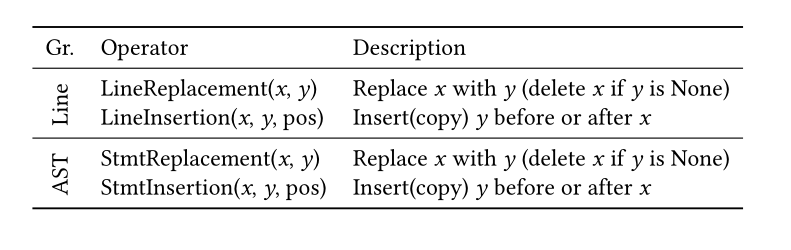 Gr. Operator Description
Line
LineReplacement(x, y) Replace x with y (delete x if y is None)
LineInsertion(x, y, pos) Insert(copy) y before or after x
AST
StmtReplacement(x, y) Replace x with y (delete x if y is None)
StmtInsertion(x, y, pos) Insert(copy) y before or after x